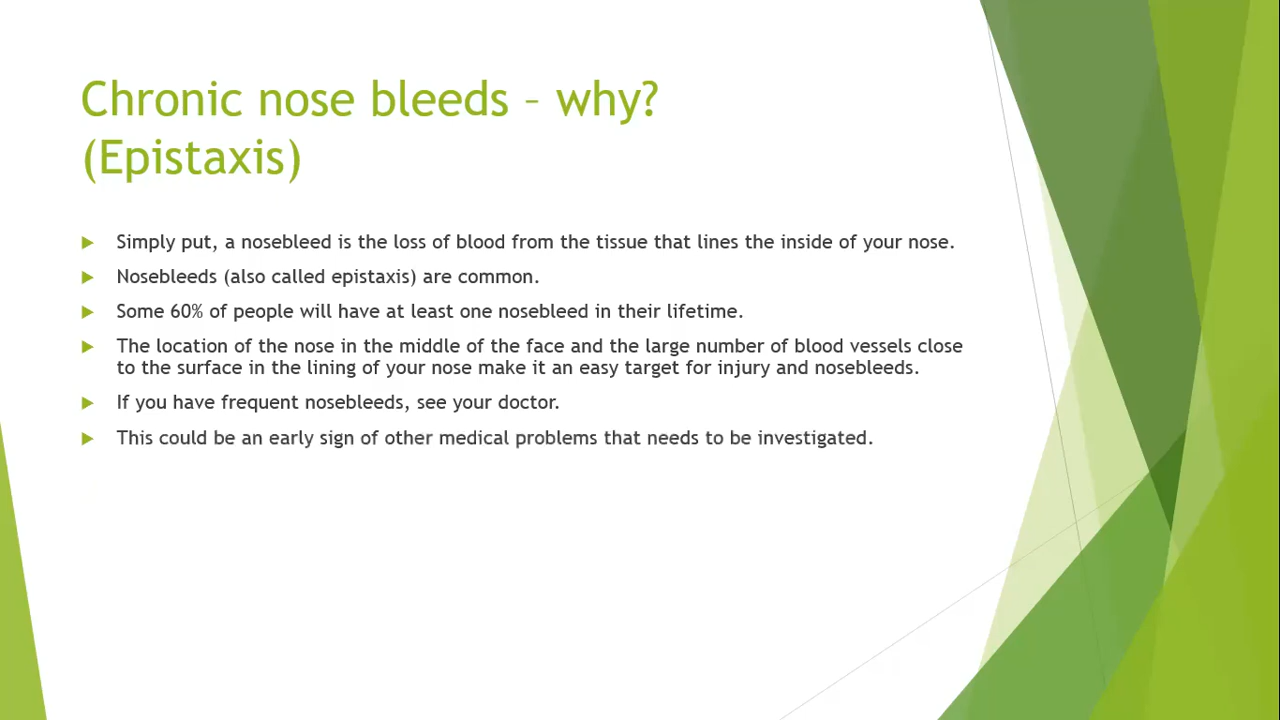 Chronic nose bleeds – why?
(Epistaxis)
Simply put, a nosebleed is the loss of blood from the tissue that lines the inside of your nose.
Nosebleeds (also called epistaxis) are common.
Some 60% of people will have at least one nosebleed in their lifetime.
The location of the nose in the middle of the face and the large number of blood vessels close
to the surface in the lining of your nose make it an easy target for injury and nosebleeds.
If you have frequent nosebleeds, see your doctor.
This could be an early sign of other medical problems that needs to be investigated.